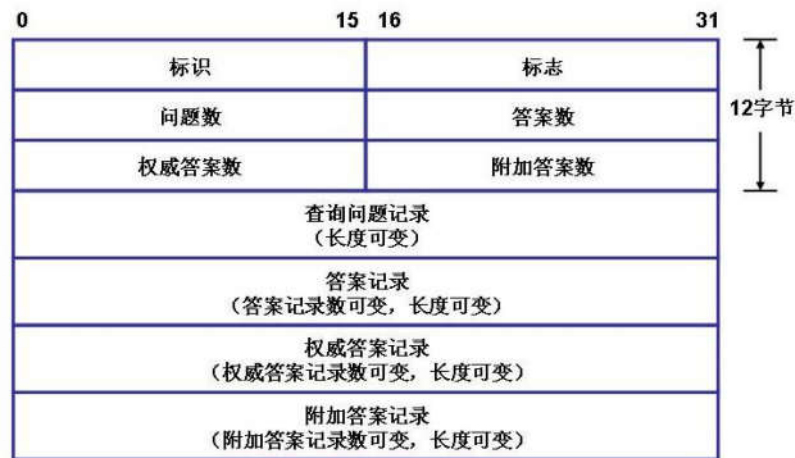 0 15 16 31
标识 标志
12字节
问题数 答案数
权威答案数 附加答案数
查询问题记录
（长度可变）
答案记录
（答案记录数可变，长度可变）
权威答案记录
（权威答案记录数可变，长度可变）
附加答案记录
（附加答案记录数可变，长度可变）